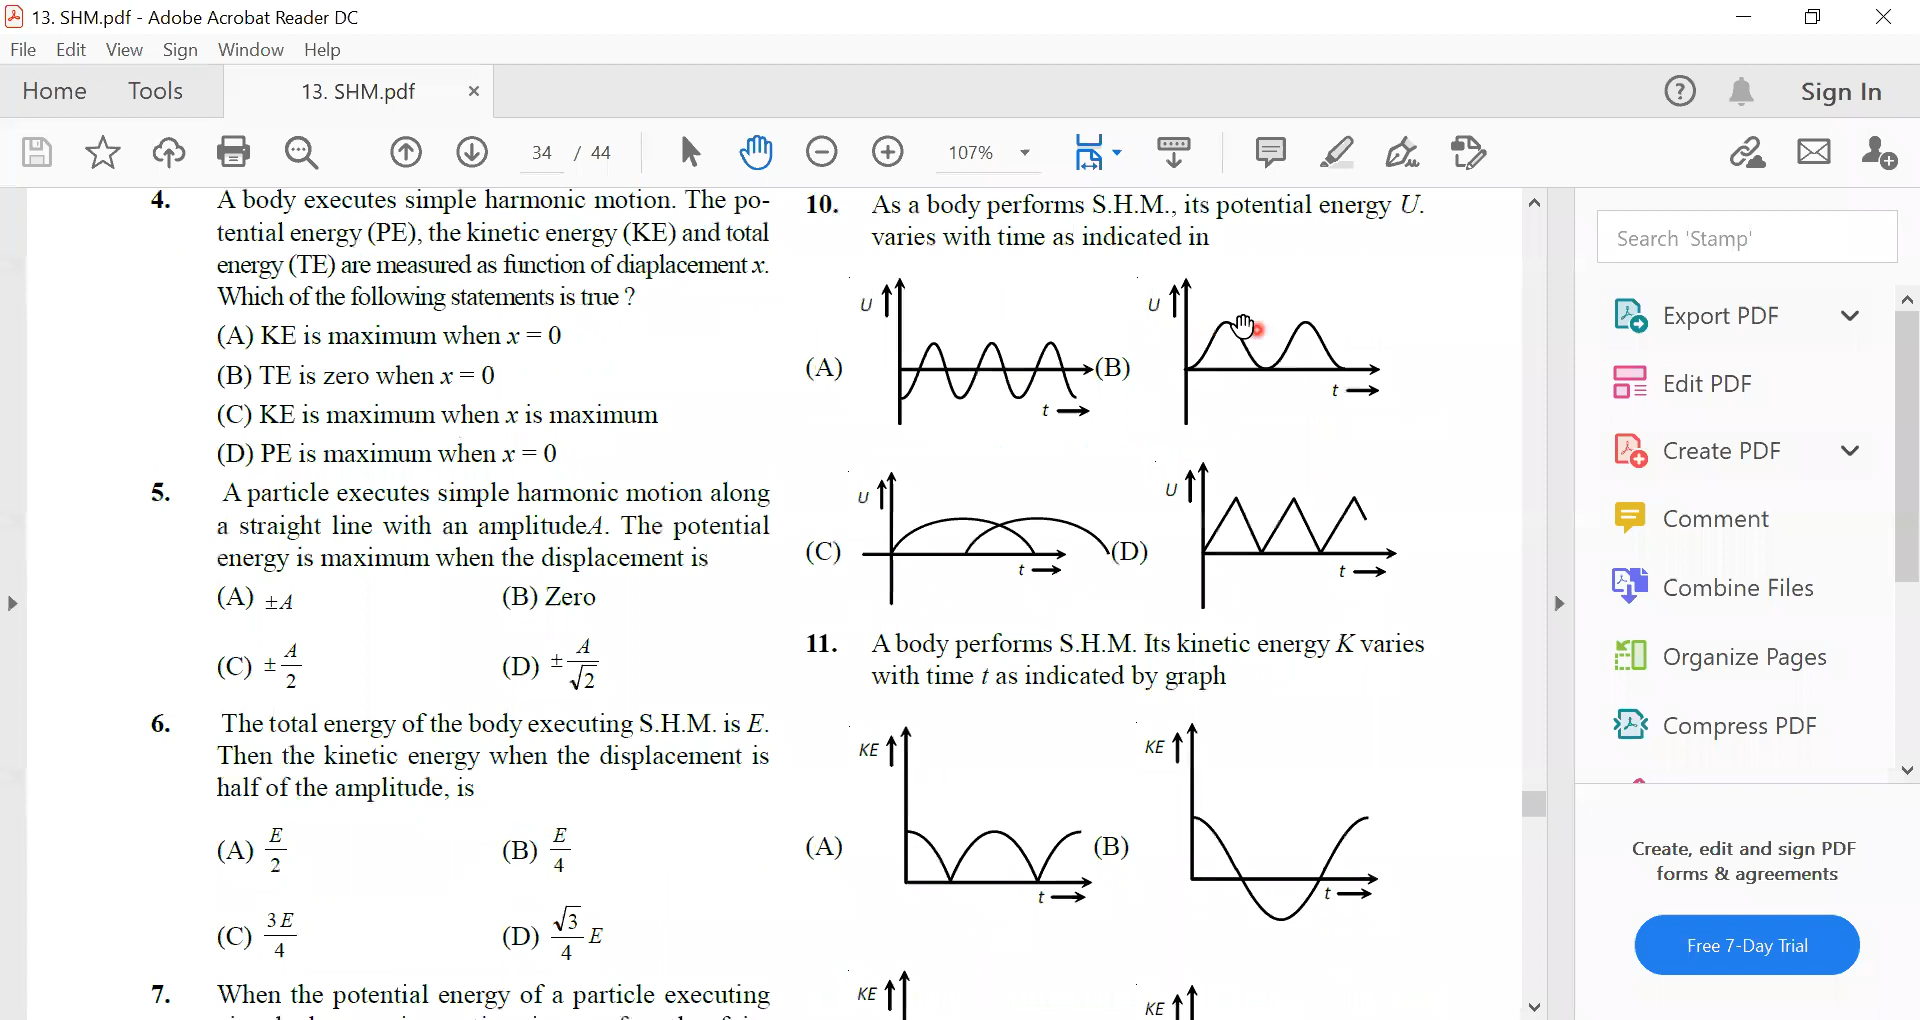 13. SHM.pdf - Adobe Acrobat Reader DC
File Edit View Sign Window Help
Home Tools 13. SHM.pdf × ? Sign In
34 / 44 107%
4. A body executes simple harmonic motion. The po-
tential energy (PE), the kinetic energy (KE) and total
energy (TE) are measured as function of diaplacement x.
Which of the following statements is true ?
(A) KE is maximum when x = 0
(B) TE is zero when x = 0
(C) KE is maximum when x is maximum
(D) PE is maximum when x = 0
5. A particle executes simple harmonic motion along
a straight line with an amplitudeA. The potential
energy is maximum when the displacement is
(A) ±A (B) Zero
(C) ± A/2 (D) ± A/√2
6. The total energy of the body executing S.H.M. is E.
Then the kinetic energy when the displacement is
half of the amplitude, is
(A) E/2 (B) E/4
(C) 3E/4 (D) √3/4 E
7. When the potential energy of a particle executing
10. As a body performs S.H.M., its potential energy U.
varies with time as indicated in
U U
(A) (B)
t t
U U
(C) (D)
t t
11. A body performs S.H.M. Its kinetic energy K varies
with time t as indicated by graph
KE KE
(A) (B)
t t
KE KE
Search 'Stamp'
Export PDF
Edit PDF
Create PDF
Comment
Combine Files
Organize Pages
Compress PDF
Create, edit and sign PDF
forms & agreements
Free 7-Day Trial